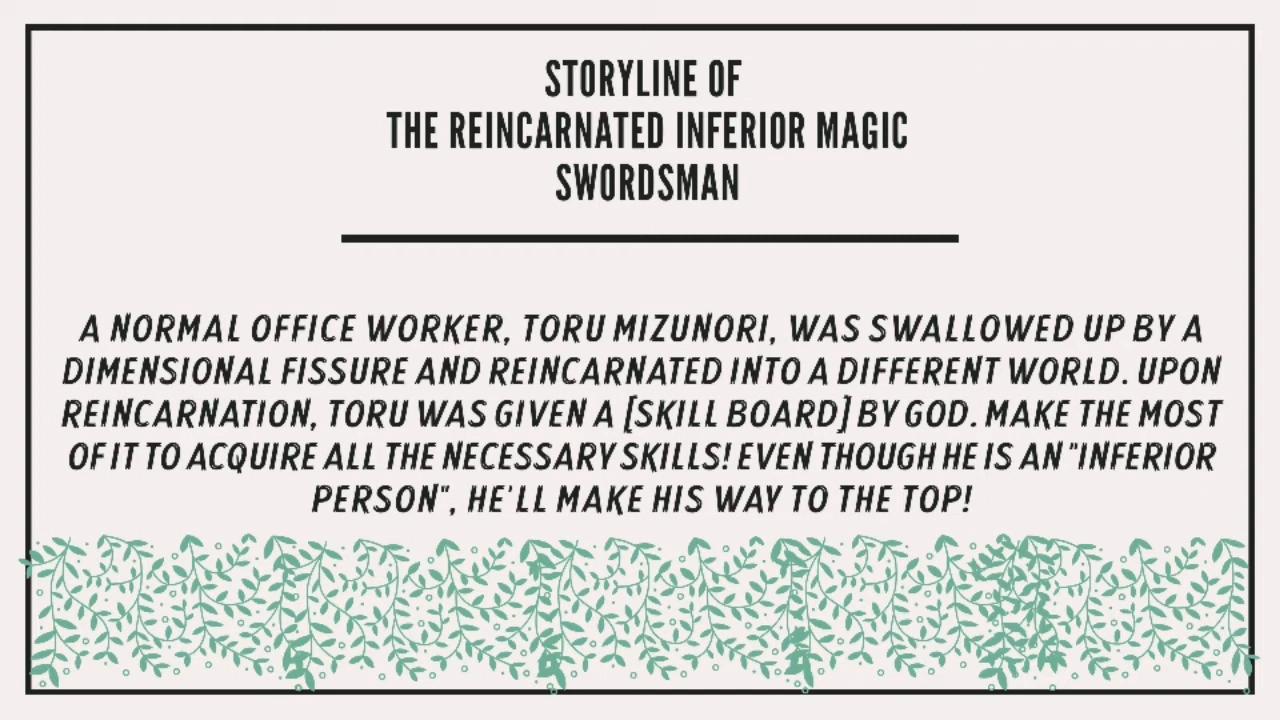 STORYLINE OF
THE REINCARNATED INFERIOR MAGIC
SWORDSMAN
A NORMAL OFFICE WORKER, TORU MIZUNORI, WAS SWALLOWED UP BY A
DIMENSIONAL FISSURE AND REINCARNATED INTO A DIFFERENT WORLD. UPON
REINCARNATION, TORU WAS GIVEN A [SKILL BOARD] BY GOD. MAKE THE MOST
OF IT TO ACQUIRE ALL THE NECESSARY SKILLS! EVEN THOUGH HE IS AN "INFERIOR
PERSON", HE'LL MAKE HIS WAY TO THE TOP!